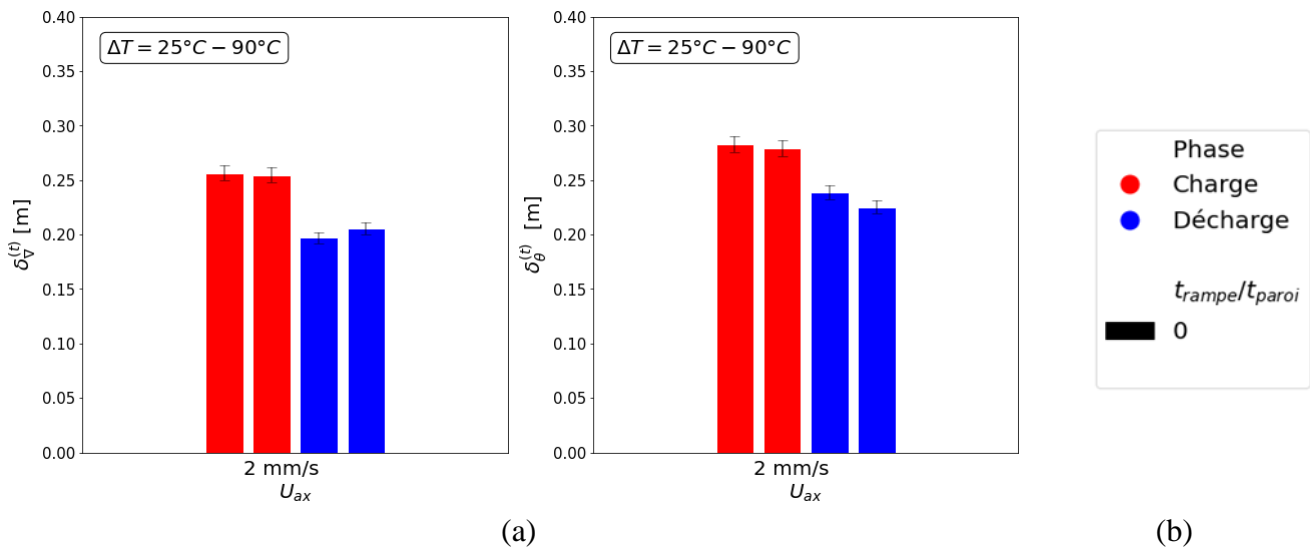 0.40
0.35
0.30
0.25
0.20
0.15
0.10
0.05
0.00
δ∇(t) [m]
ΔT = 25°C − 90°C
2 mm/s
Uax
0.40
0.35
0.30
0.25
0.20
0.15
0.10
0.05
0.00
δθ(t) [m]
ΔT = 25°C − 90°C
2 mm/s
Uax
(a)
Phase
Charge
Décharge
trampe/tparoi
0
(b)